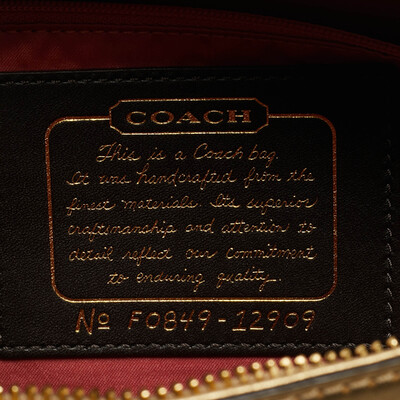 COACH
This is a Coach bag.
It was handcrafted from the
finest materials. Its superior
craftsmanship and attention to
detail reflect our commitment
to enduring quality.
No F0849-12909